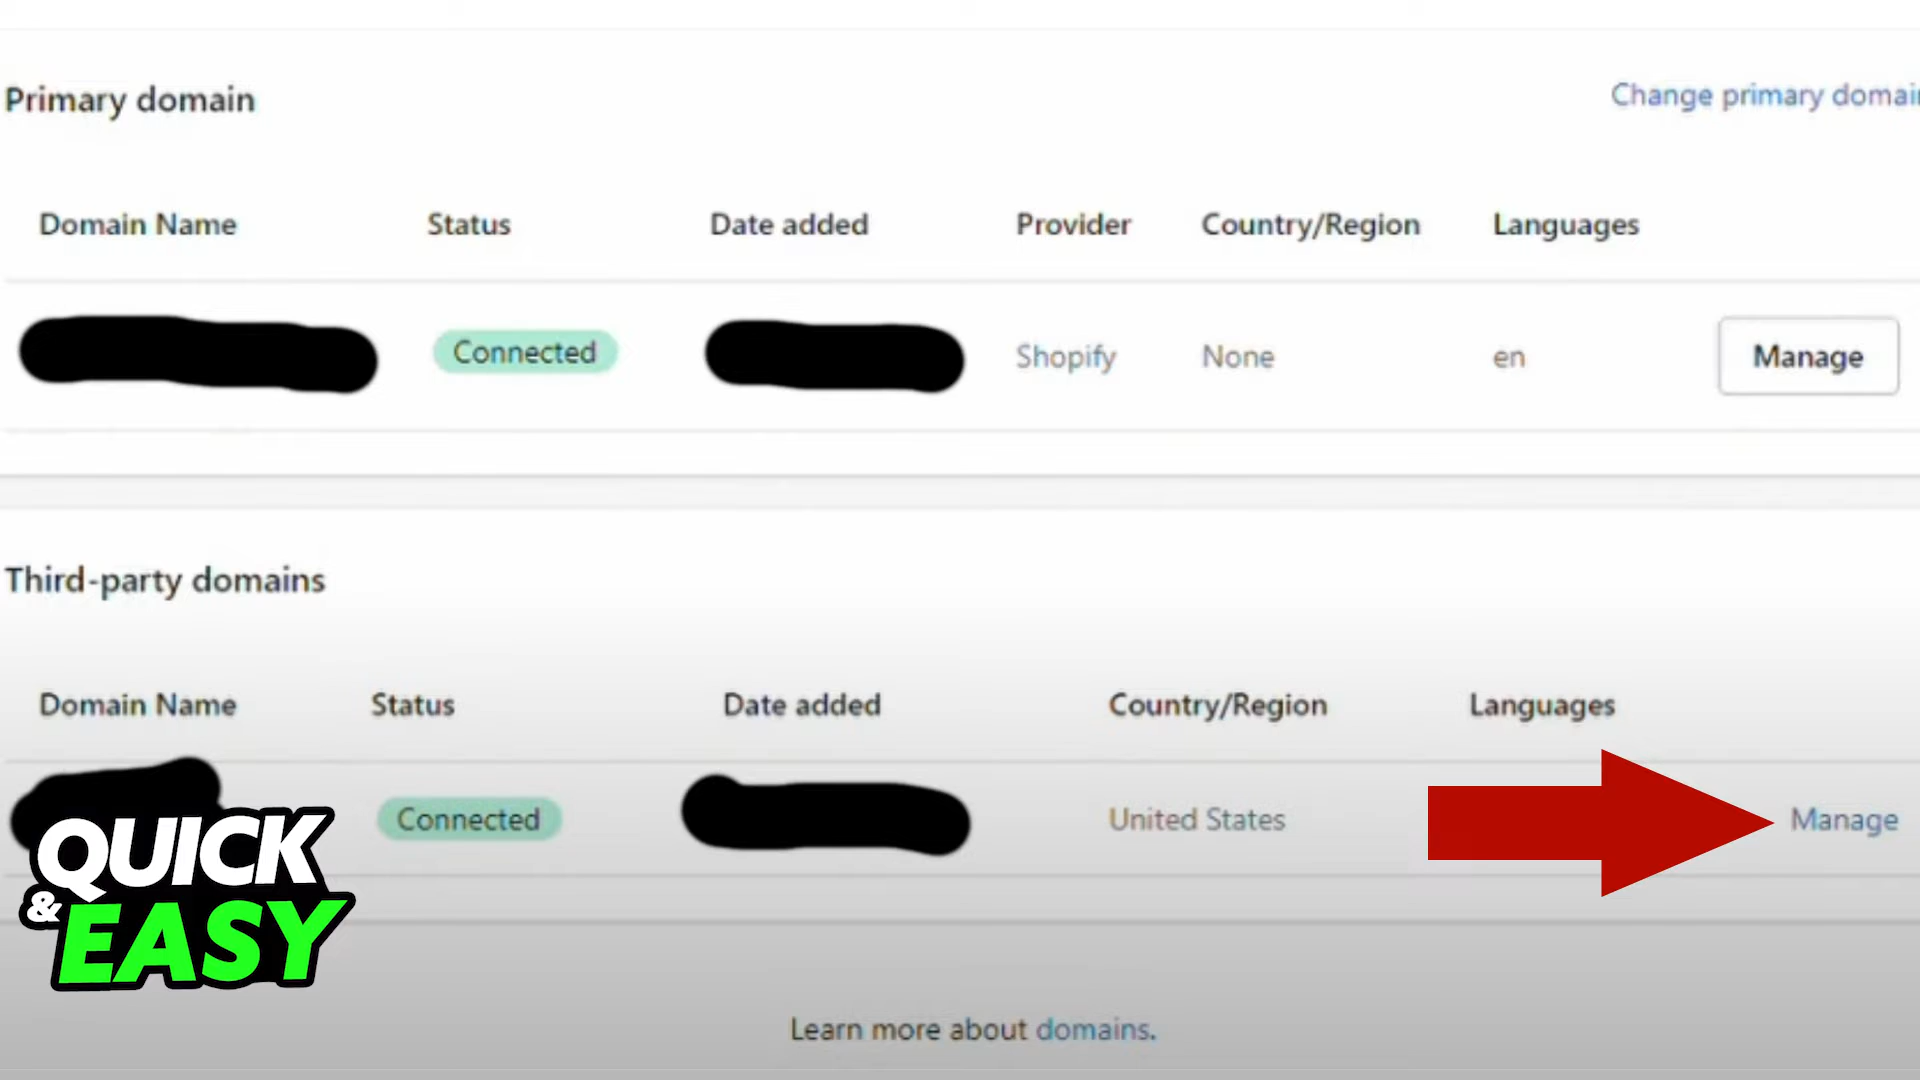 Primary domain
Change primary domain
Domain Name Status Date added Provider Country/Region Languages
Connected Shopify None en Manage
Third-party domains
Domain Name Status Date added Country/Region Languages
Connected United States Manage
QUICK
& EASY
Learn more about domains.